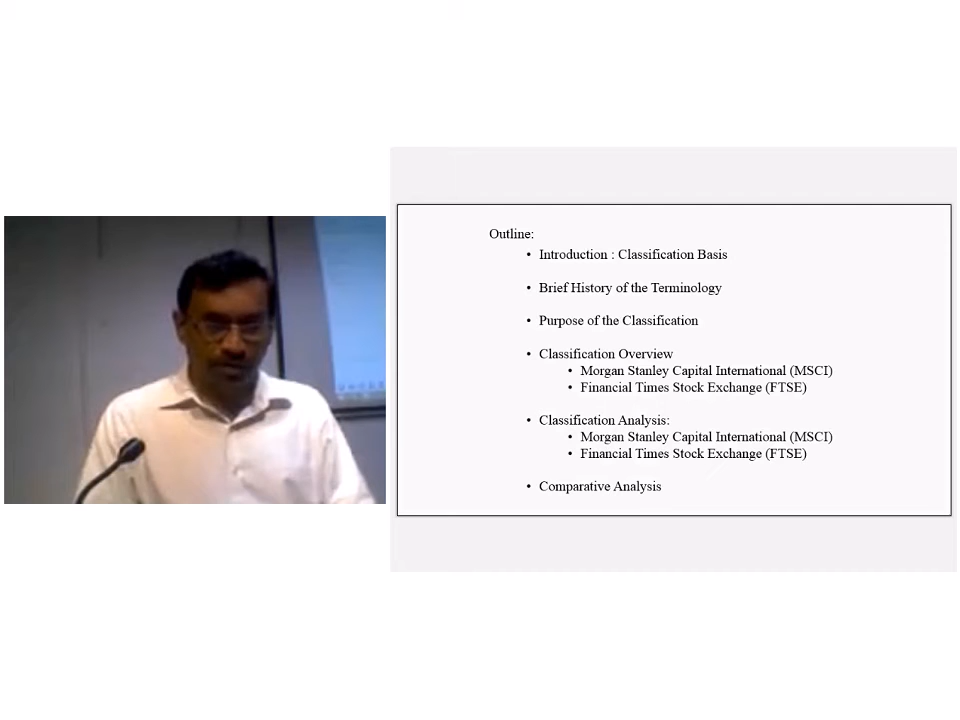 Outline:
• Introduction : Classification Basis
• Brief History of the Terminology
• Purpose of the Classification
• Classification Overview
• Morgan Stanley Capital International (MSCI)
• Financial Times Stock Exchange (FTSE)
• Classification Analysis:
• Morgan Stanley Capital International (MSCI)
• Financial Times Stock Exchange (FTSE)
• Comparative Analysis